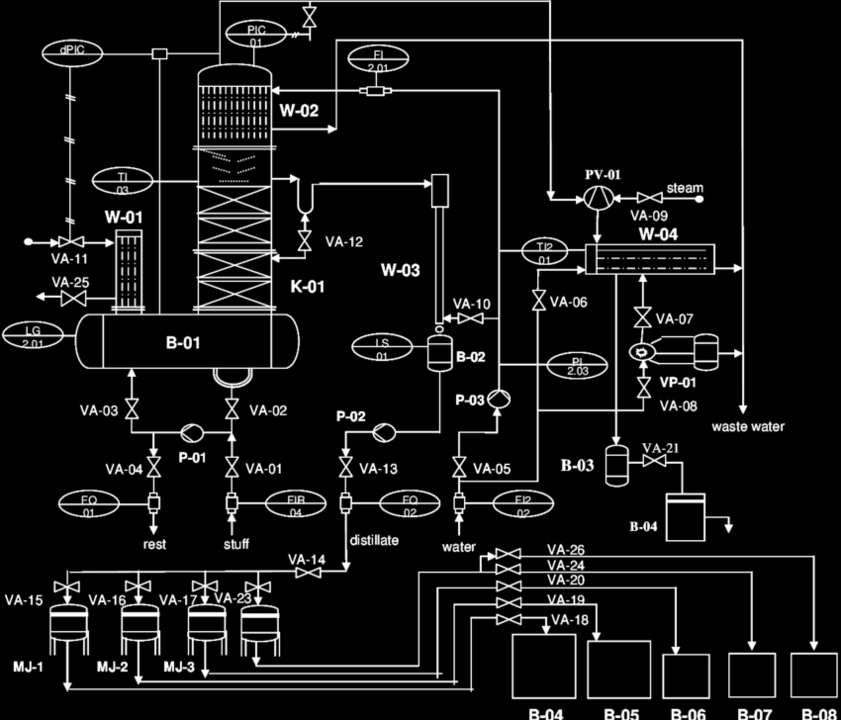 PIC
01
dPIC
FI
2.01
W-02
TI
03
PV-01
steam
VA-09
W-01
W-04
VA-11
VA-12
TI2
01
W-03
VA-25
K-01
VA-10
VA-06
VA-07
LG
2.01
B-01
LS
01
B-02
PI
2.03
VP-01
VA-03
VA-02
P-02
P-03
VA-08
waste water
P-01
VA-04
VA-01
VA-13
VA-05
B-03
VA-21
FQ
01
FIR
04
FQ
02
FI2
02
B-04
rest
stuff
distillate
water
VA-14
VA-26
VA-24
VA-20
VA-19
VA-18
VA-15
VA-16
VA-17
VA-23
MJ-1
MJ-2
MJ-3
B-04
B-05
B-06
B-07
B-08